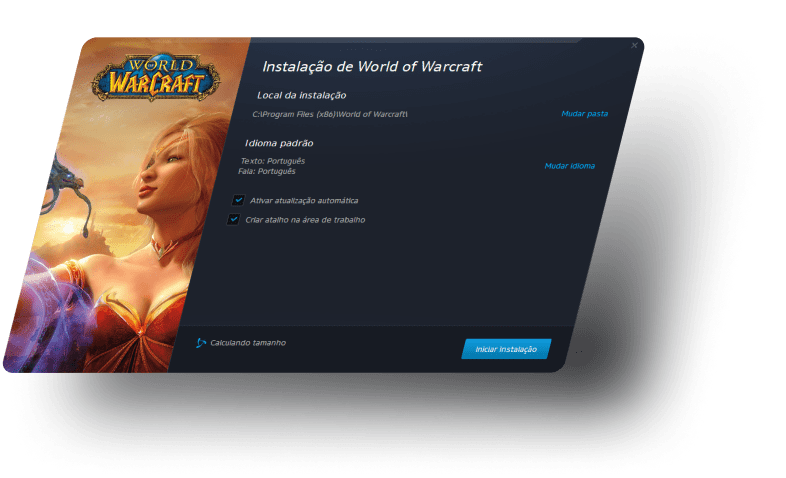 WORLD
OF
WARCRAFT
Instalação de World of Warcraft
Local da instalação
C:\Program Files (x86)\World of Warcraft\
Mudar pasta
Idioma padrão
Texto: Português
Fala: Português
Mudar idioma
Ativar atualização automática
Criar atalho na área de trabalho
Calculando tamanho
Iniciar Instalação